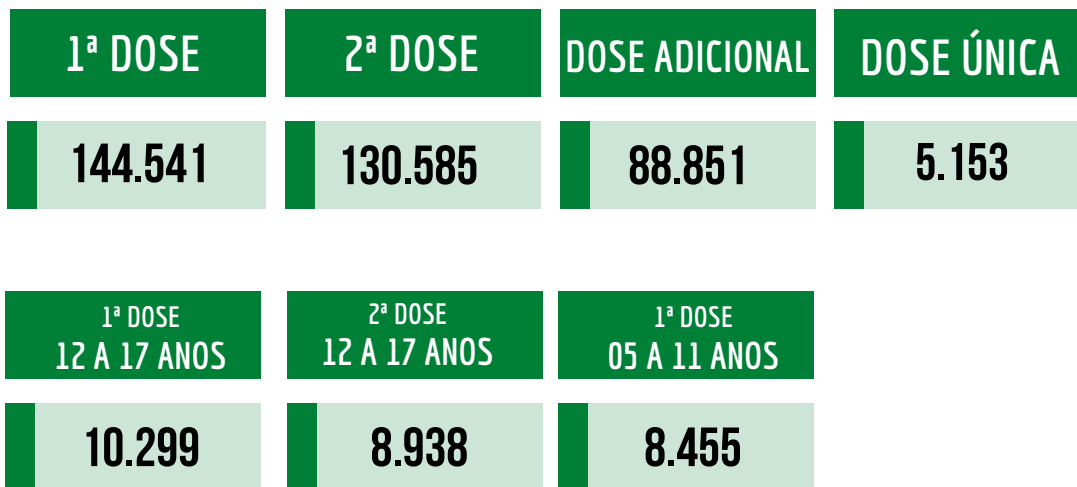 1ª DOSE
2ª DOSE
DOSE ADICIONAL
DOSE ÚNICA
144.541
130.585
88.851
5.153
1ª DOSE
12 A 17 ANOS
2ª DOSE
12 A 17 ANOS
1ª DOSE
05 A 11 ANOS
10.299
8.938
8.455